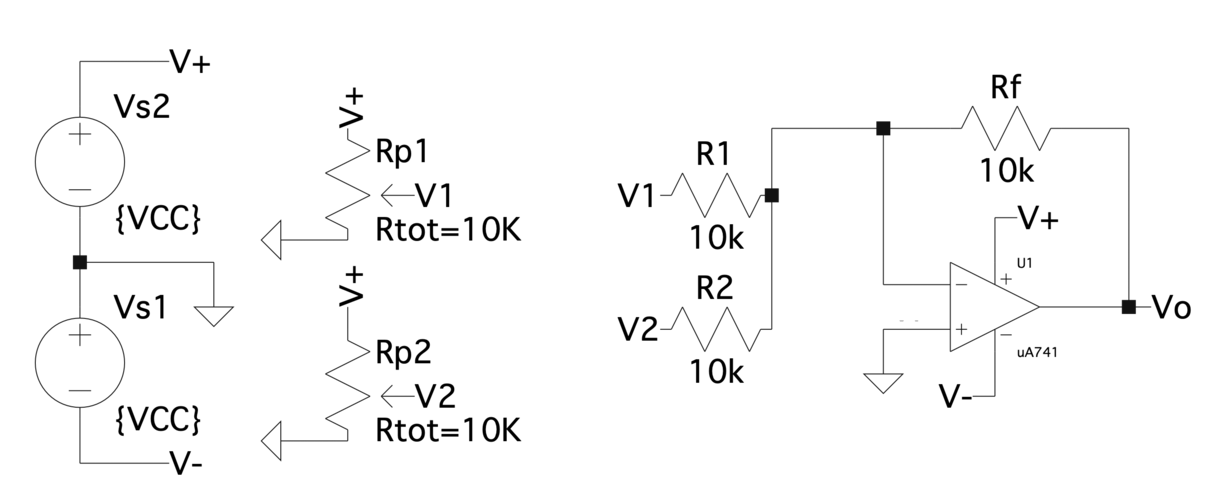 V+
Vs2
{VCC}
Vs1
{VCC}
V-
V+
Rp1
V1
Rtot=10K
V+
Rp2
V2
Rtot=10K
Rf
10k
R1
V1
10k
R2
V2
10k
V+
U1
uA741
V-
Vo